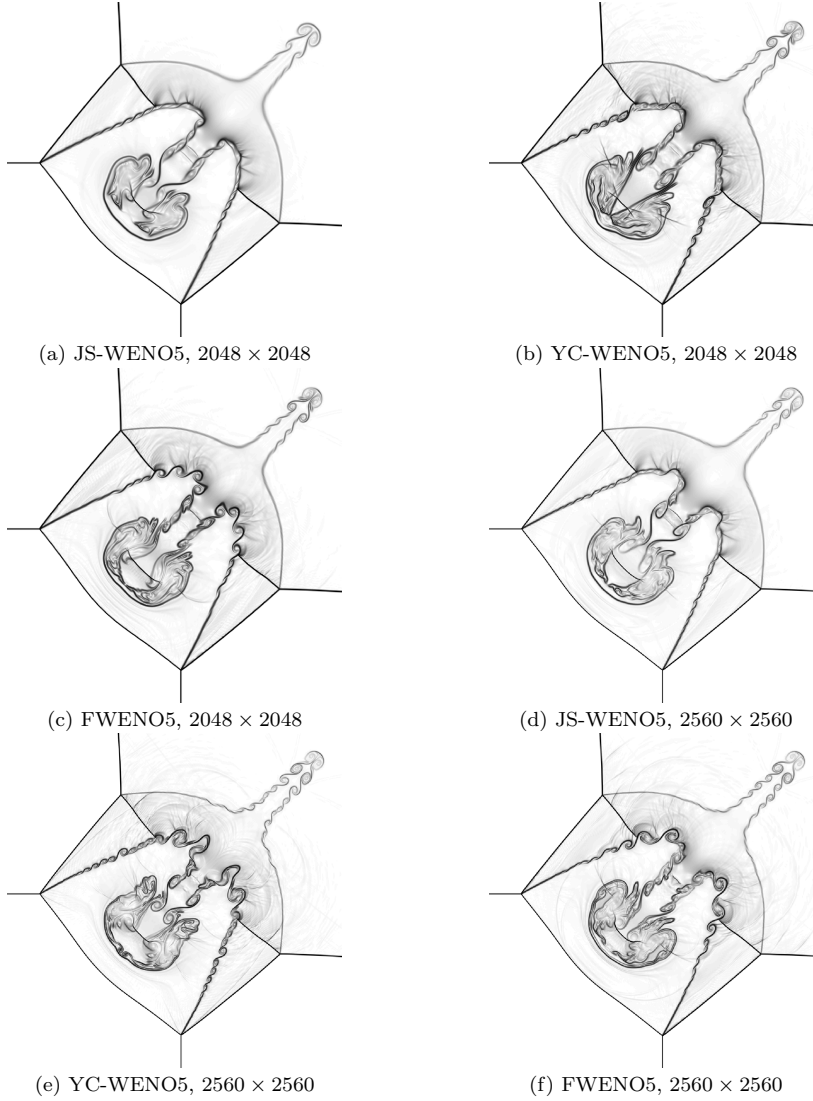 (a) JS-WENO5, 2048 × 2048
(b) YC-WENO5, 2048 × 2048
(c) FWENO5, 2048 × 2048
(d) JS-WENO5, 2560 × 2560
(e) YC-WENO5, 2560 × 2560
(f) FWENO5, 2560 × 2560